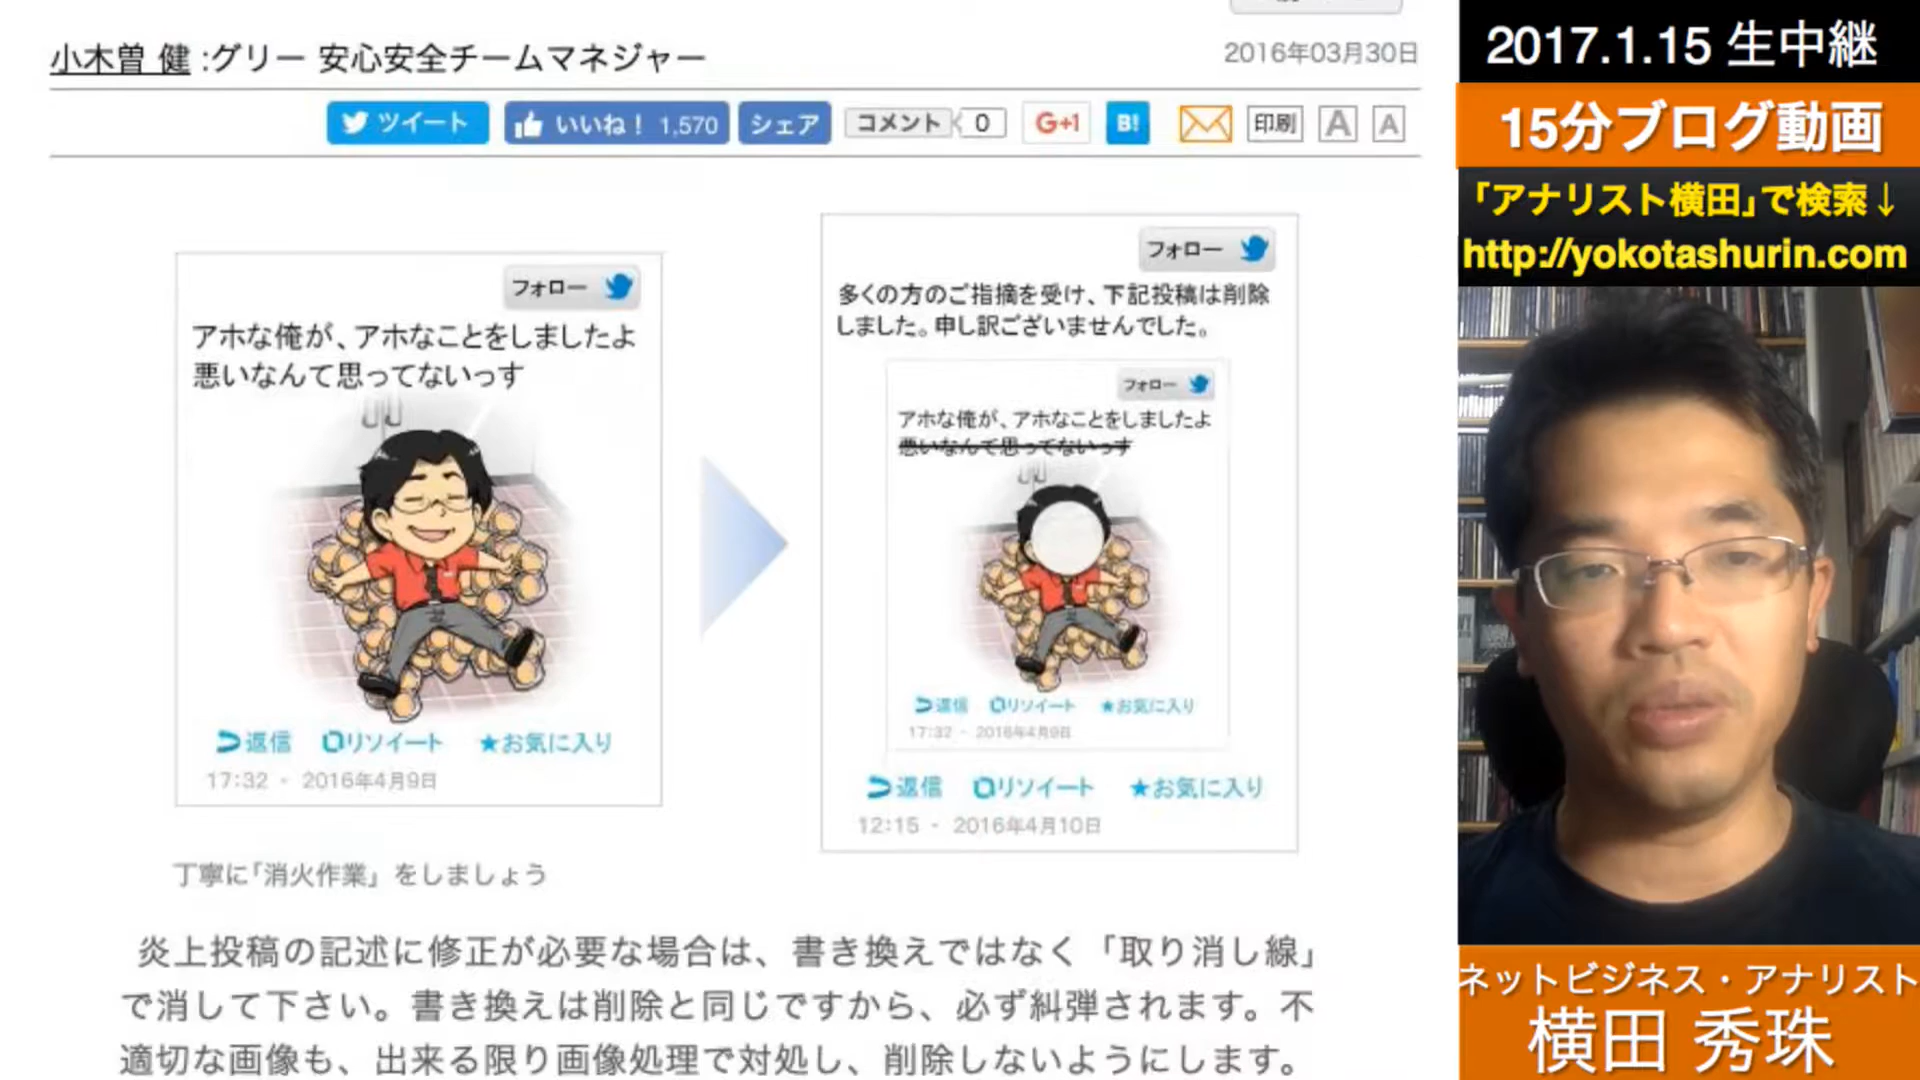 小木曽 健 :グリー 安心安全チームマネジャー
2016年03月30日
ツイート
いいね！ 1,570
シェア
コメント
0
G+1
B!
印刷
A
A
フォロー
アホな俺が、アホなことをしましたよ
悪いなんて思ってないっす
返信
リツイート
★お気に入り
17:32 - 2016年4月9日
フォロー
多くの方のご指摘を受け、下記投稿は削除
しました。申し訳ございませんでした。
フォロー
アホな俺が、アホなことをしましたよ
悪いなんて思ってないっす
返信
リツイート
★お気に入り
17:32 - 2016年4月9日
返信
リツイート
★お気に入り
12:15 - 2016年4月10日
丁寧に「消火作業」をしましょう
炎上投稿の記述に修正が必要な場合は、書き換えではなく「取り消し線」
で消して下さい。書き換えは削除と同じですから、必ず糾弾されます。不
適切な画像も、出来る限り画像処理で対処し、削除しないようにします。
2017.1.15 生中継
15分ブログ動画
「アナリスト横田」で検索↓
http://yokotashurin.com
ネットビジネス・アナリスト
横田 秀珠